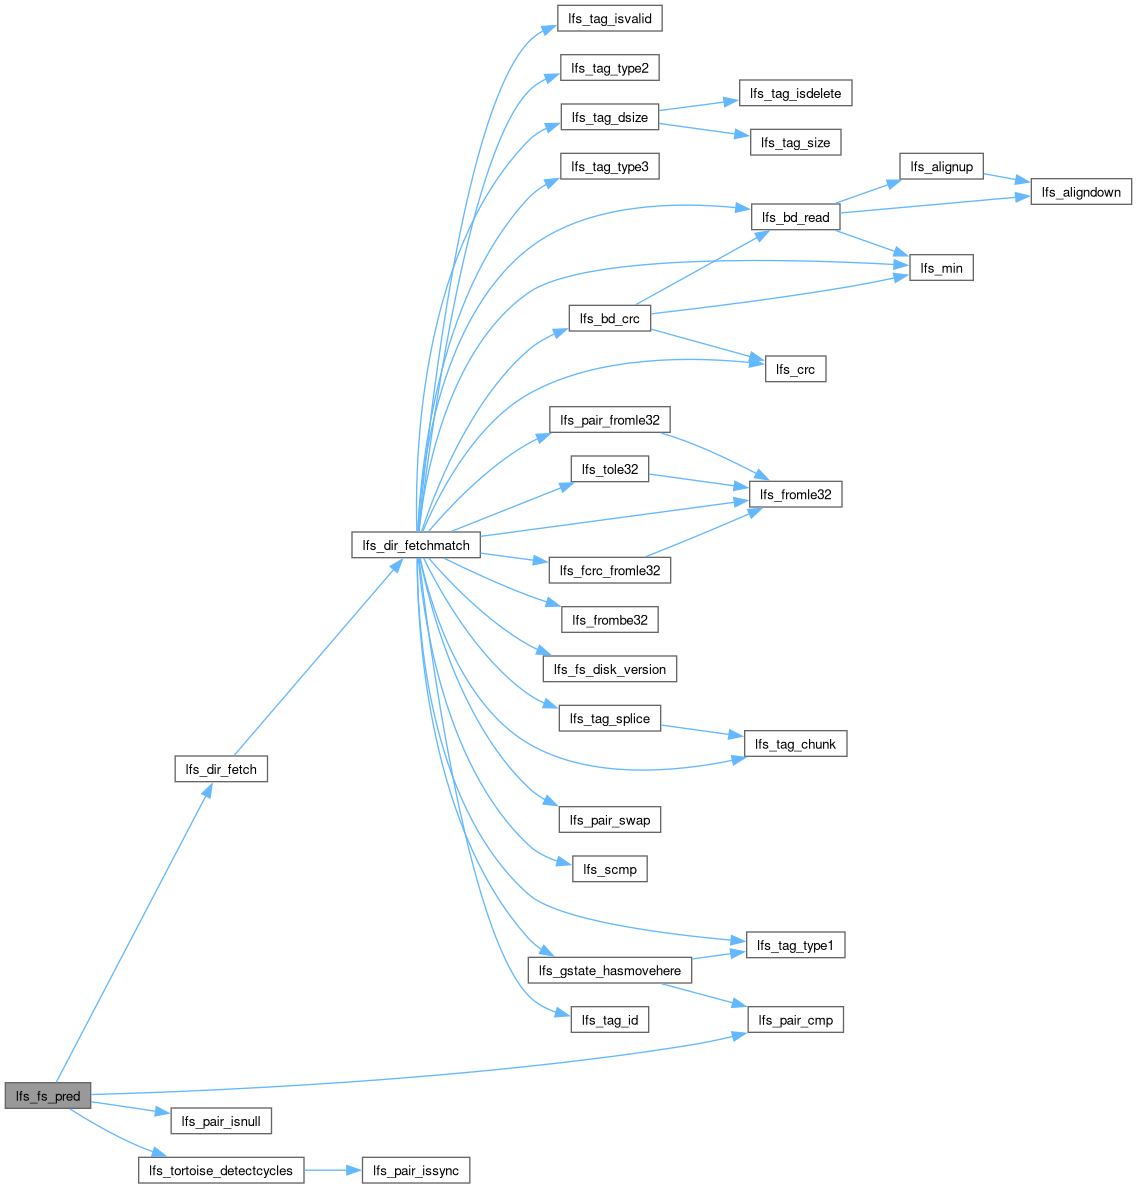 lfs_tag_isvalid
lfs_tag_type2
lfs_tag_isdelete
lfs_tag_dsize
lfs_tag_size
lfs_tag_type3
lfs_alignup
lfs_aligndown
lfs_bd_read
lfs_min
lfs_bd_crc
lfs_crc
lfs_pair_fromle32
lfs_tole32
lfs_fromle32
lfs_dir_fetchmatch
lfs_fcrc_fromle32
lfs_frombe32
lfs_fs_disk_version
lfs_tag_splice
lfs_tag_chunk
lfs_dir_fetch
lfs_pair_swap
lfs_scmp
lfs_tag_type1
lfs_gstate_hasmovehere
lfs_tag_id
lfs_pair_cmp
lfs_fs_pred
lfs_pair_isnull
lfs_tortoise_detectcycles
lfs_pair_issync